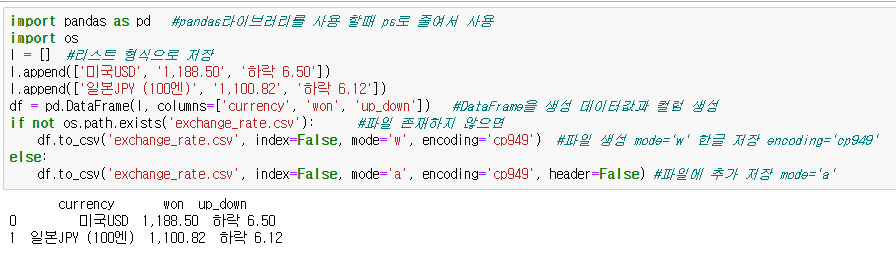 import pandas as pd  #pandas라이브러리를 사용 할때 ps로 줄여서 사용
import os
l = []  #리스트 형식으로 저장
l.append(['미국USD', '1,188.50', '하락 6.50'])
l.append(['일본JPY (100엔)', '1,100.82', '하락 6.12'])
df = pd.DataFrame(l, columns=['currency', 'won', 'up_down'])  #DataFrame을 생성 데이터값과 컬럼 생성
if not os.path.exists('exchange_rate.csv'):     #파일 존재하지 않으면
    df.to_csv('exchange_rate.csv', index=False, mode='w', encoding='cp949')  #파일 생성 mode='w' 한글 저장 encoding='cp949'
else:
    df.to_csv('exchange_rate.csv', index=False, mode='a', encoding='cp949', header=False) #파일에 추가 저장 mode='a'
currency won up_down
0 미국USD 1,188.50 하락 6.50
1 일본JPY (100엔) 1,100.82 하락 6.12